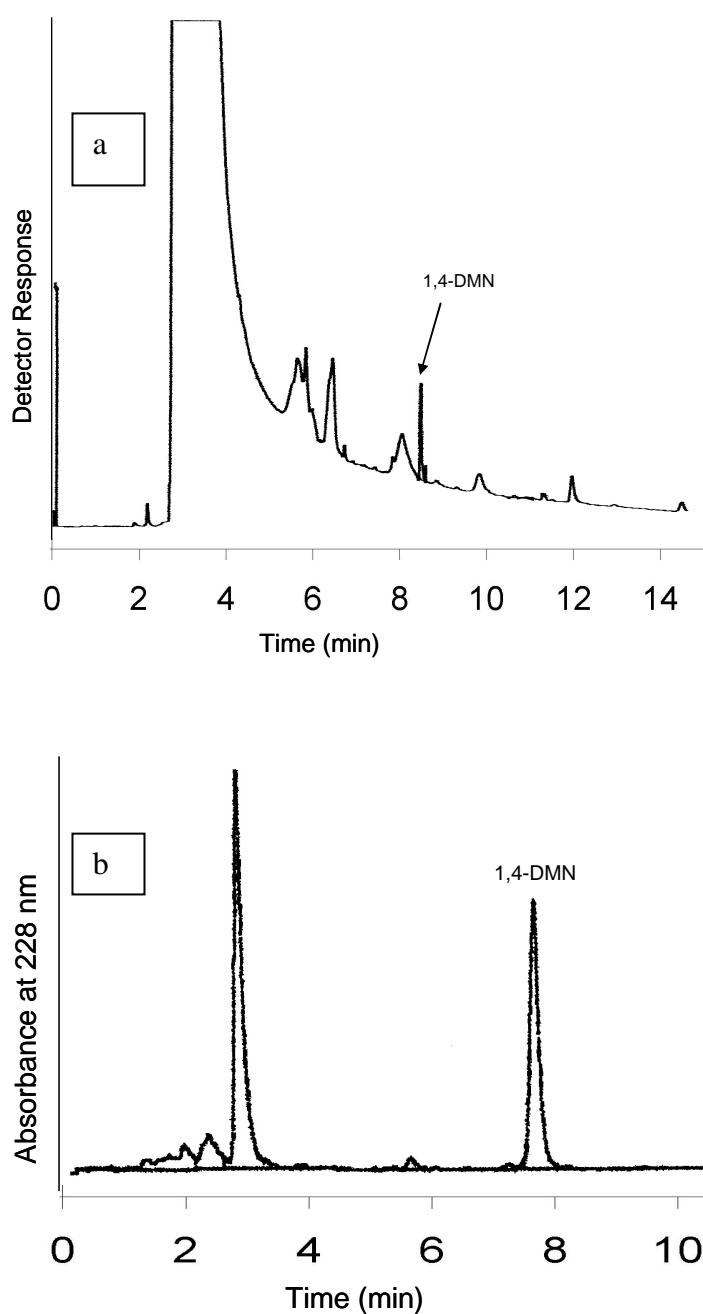 a
Detector Response
1,4-DMN
0 2 4 6 8 10 12 14
Time (min)
b
Absorbance at 228 nm
1,4-DMN
0 2 4 6 8 10
Time (min)